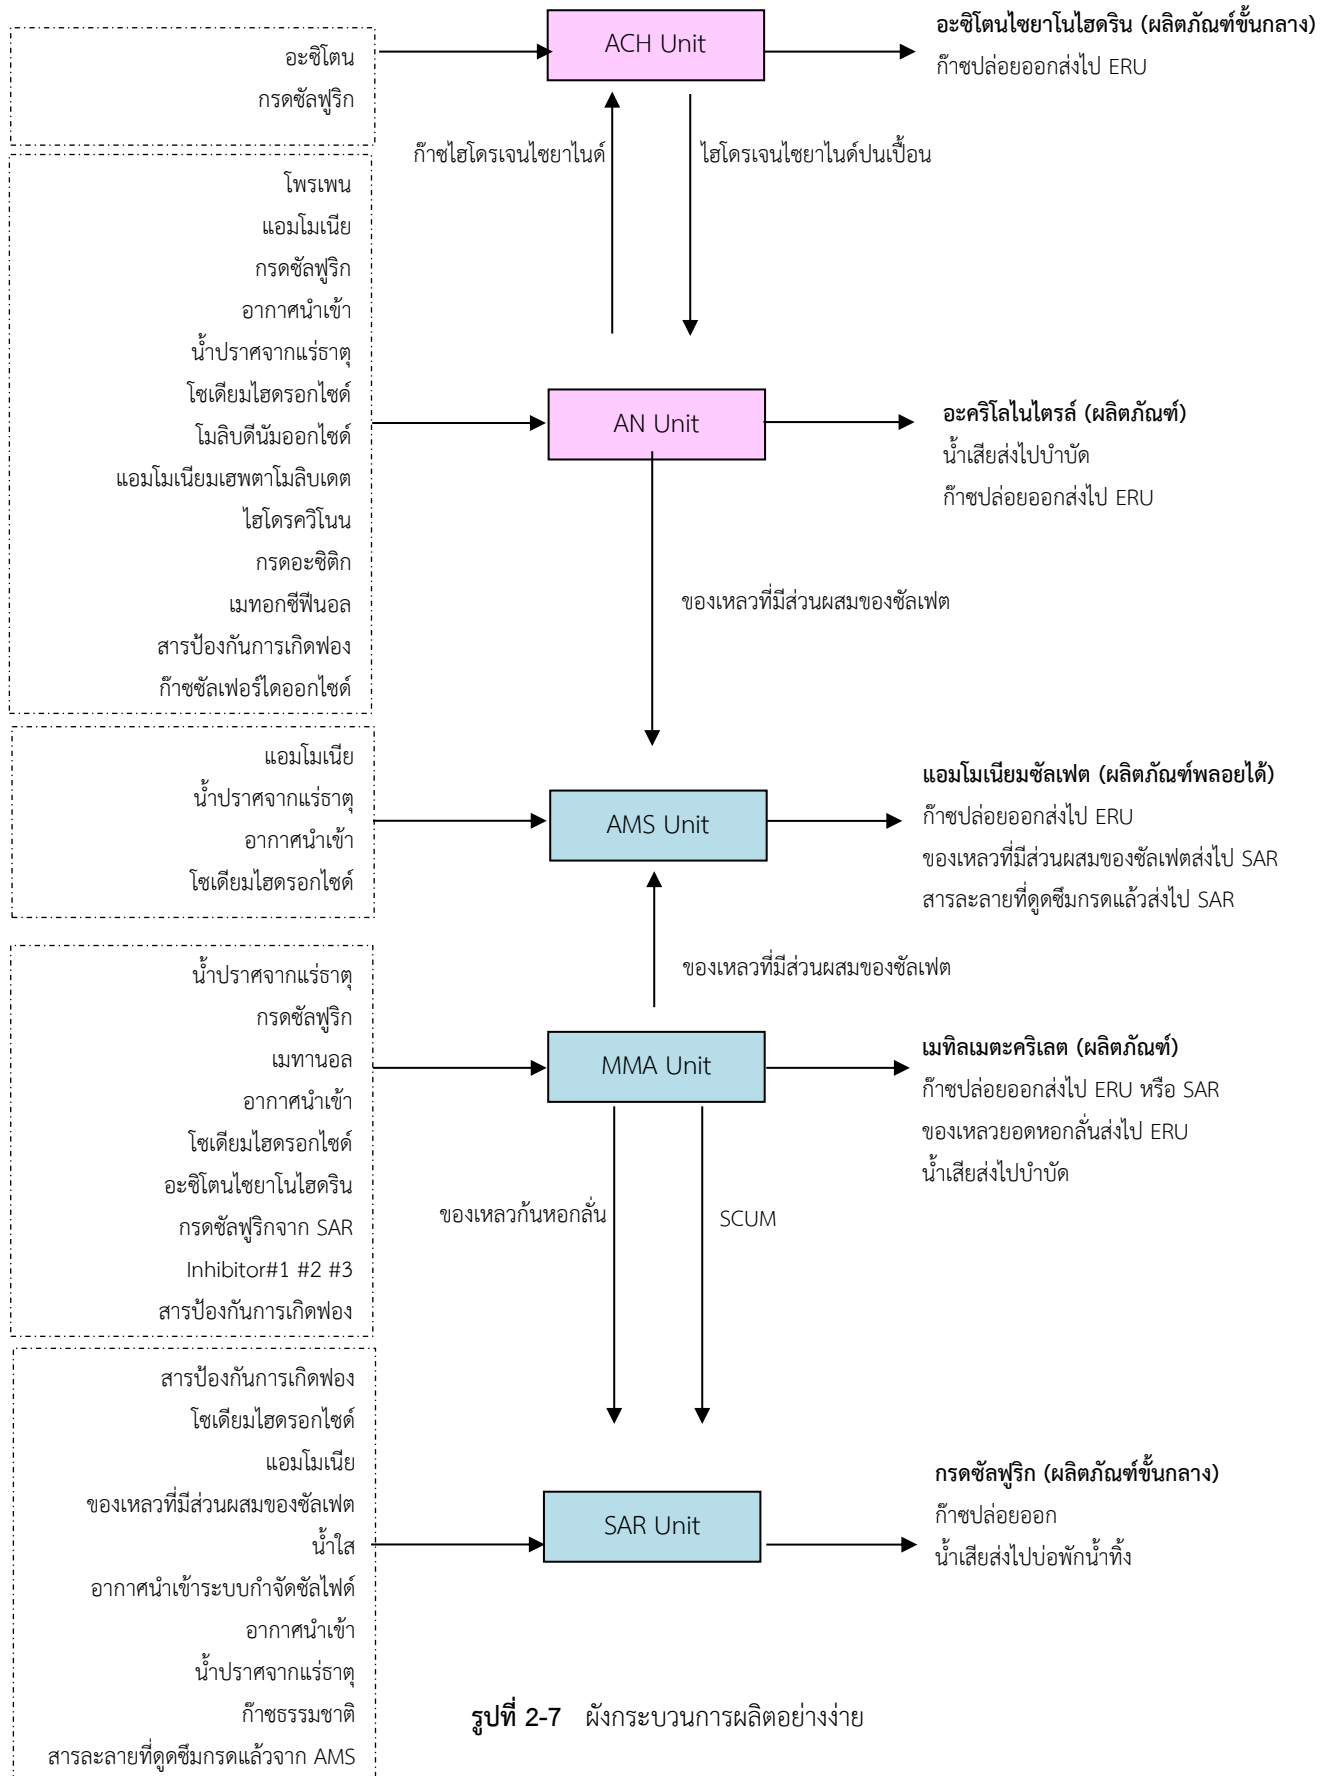 อะซิโตน
กรดซัลฟูริก
ACH Unit
อะซิโตนไซยาโนไฮดริน (ผลิตภัณฑ์ขั้นกลาง)
ก๊าซปล่อยออกส่งไป ERU
ก๊าซไฮโดรเจนไซยาไนด์
ไฮโดรเจนไซยาไนด์ปนเปื้อน
โพรเพน
แอมโมเนีย
กรดซัลฟูริก
อากาศนำเข้า
น้ำปราศจากแร่ธาตุ
โซเดียมไฮดรอกไซด์
โมลิบดีนัมออกไซด์
แอมโมเนียมเฮพตาโมลิบเดต
ไฮโดรควิโนน
กรดอะซิติก
เมทอกซีฟีนอล
สารป้องกันการเกิดฟอง
ก๊าซซัลเฟอร์ไดออกไซด์
AN Unit
อะคริโลไนไตรล์ (ผลิตภัณฑ์)
น้ำเสียส่งไปบำบัด
ก๊าซปล่อยออกส่งไป ERU
ของเหลวที่มีส่วนผสมของซัลเฟต
แอมโมเนีย
น้ำปราศจากแร่ธาตุ
อากาศนำเข้า
โซเดียมไฮดรอกไซด์
AMS Unit
แอมโมเนียมซัลเฟต (ผลิตภัณฑ์พลอยได้)
ก๊าซปล่อยออกส่งไป ERU
ของเหลวที่มีส่วนผสมของซัลเฟตส่งไป SAR
สารละลายที่ดูดซึมกรดแล้วส่งไป SAR
ของเหลวที่มีส่วนผสมของซัลเฟต
น้ำปราศจากแร่ธาตุ
กรดซัลฟูริก
เมทานอล
อากาศนำเข้า
โซเดียมไฮดรอกไซด์
อะซิโตนไซยาโนไฮดริน
กรดซัลฟูริกจาก SAR
Inhibitor#1 #2 #3
สารป้องกันการเกิดฟอง
MMA Unit
เมทิลเมตะคริเลต (ผลิตภัณฑ์)
ก๊าซปล่อยออกส่งไป ERU หรือ SAR
ของเหลวยอดหอกลั่นส่งไป ERU
น้ำเสียส่งไปบำบัด
ของเหลวก้นหอกลั่น
SCUM
สารป้องกันการเกิดฟอง
โซเดียมไฮดรอกไซด์
แอมโมเนีย
ของเหลวที่มีส่วนผสมของซัลเฟต
น้ำใส
อากาศนำเข้าระบบกำจัดซัลไฟด์
อากาศนำเข้า
น้ำปราศจากแร่ธาตุ
ก๊าซธรรมชาติ
สารละลายที่ดูดซึมกรดแล้วจาก AMS
SAR Unit
กรดซัลฟูริก (ผลิตภัณฑ์ขั้นกลาง)
ก๊าซปล่อยออก
น้ำเสียส่งไปบ่อพักน้ำทิ้ง
รูปที่ 2-7 ผังกระบวนการผลิตอย่างง่าย